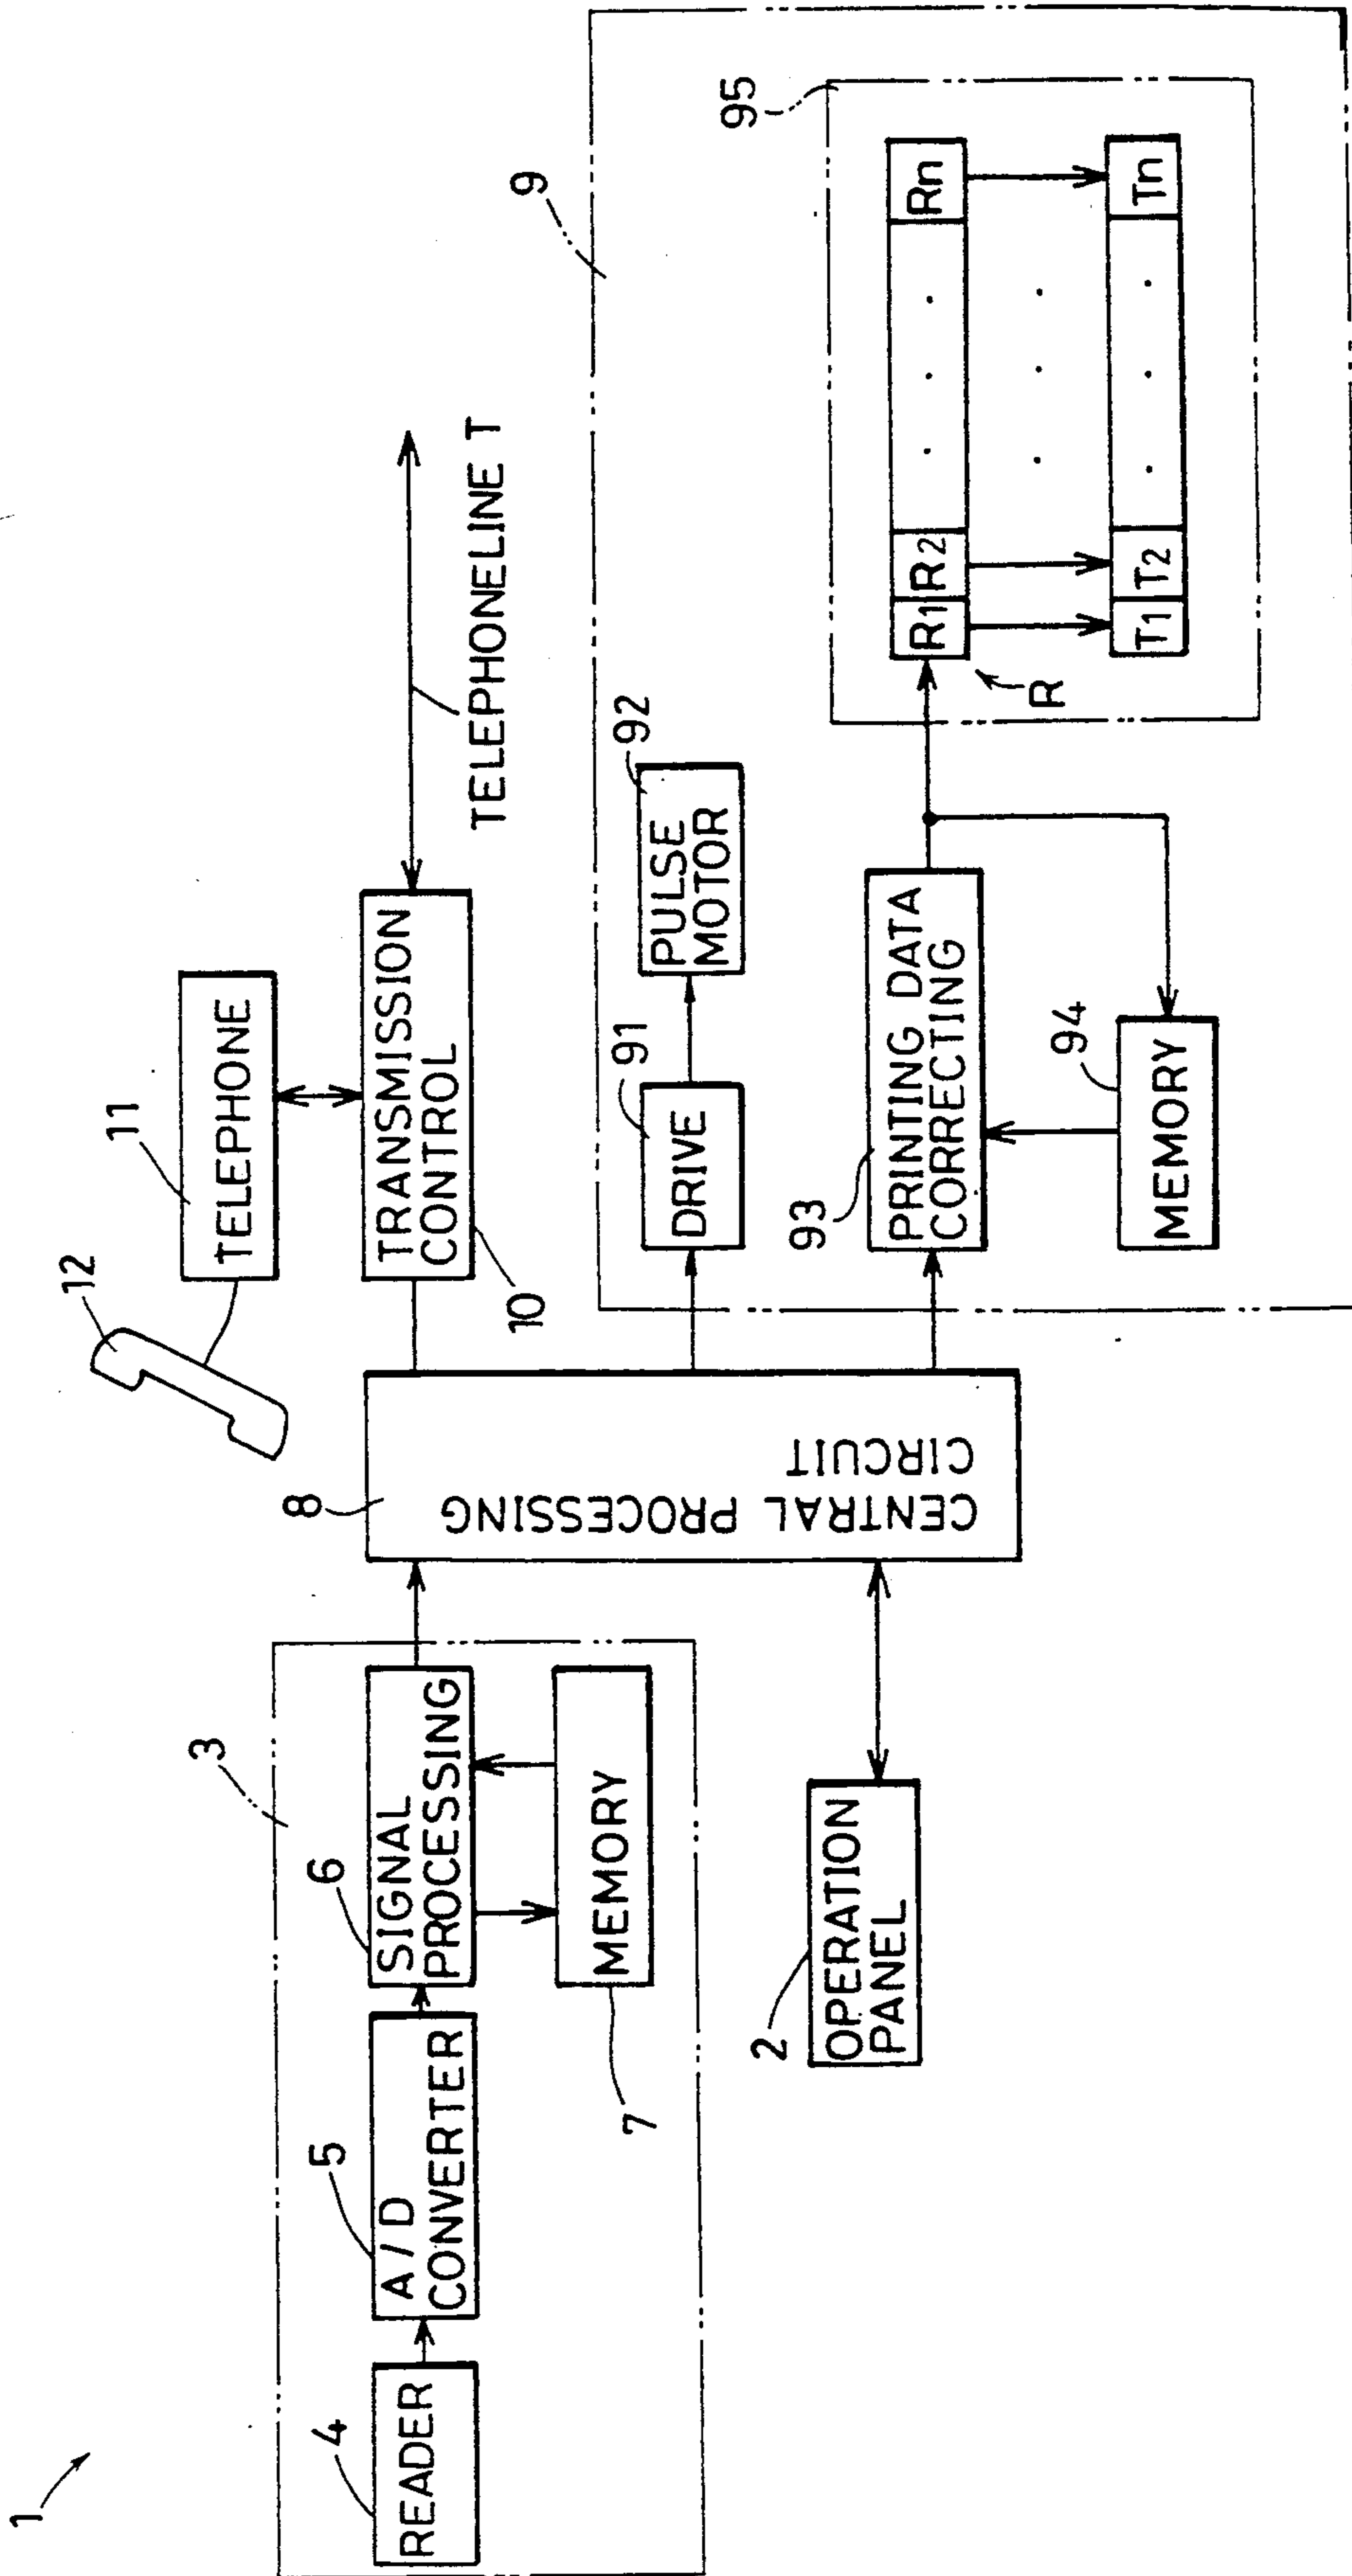 1
12
11
TELEPHONE
TRANSMISSION
CONTROL
10
TELEPHONELINE T
3
4
READER
5
A/D
CONVERTER
6
SIGNAL
PROCESSING
7
MEMORY
2
OPERATION
PANEL
8
CENTRAL PROCESSING
CIRCUIT
9
91
DRIVE
92
PULSE
MOTOR
93
PRINTING DATA
CORRECTING
94
MEMORY
95
R1 R2 . . . Rn
R
. . .
T1 T2 . . . Tn